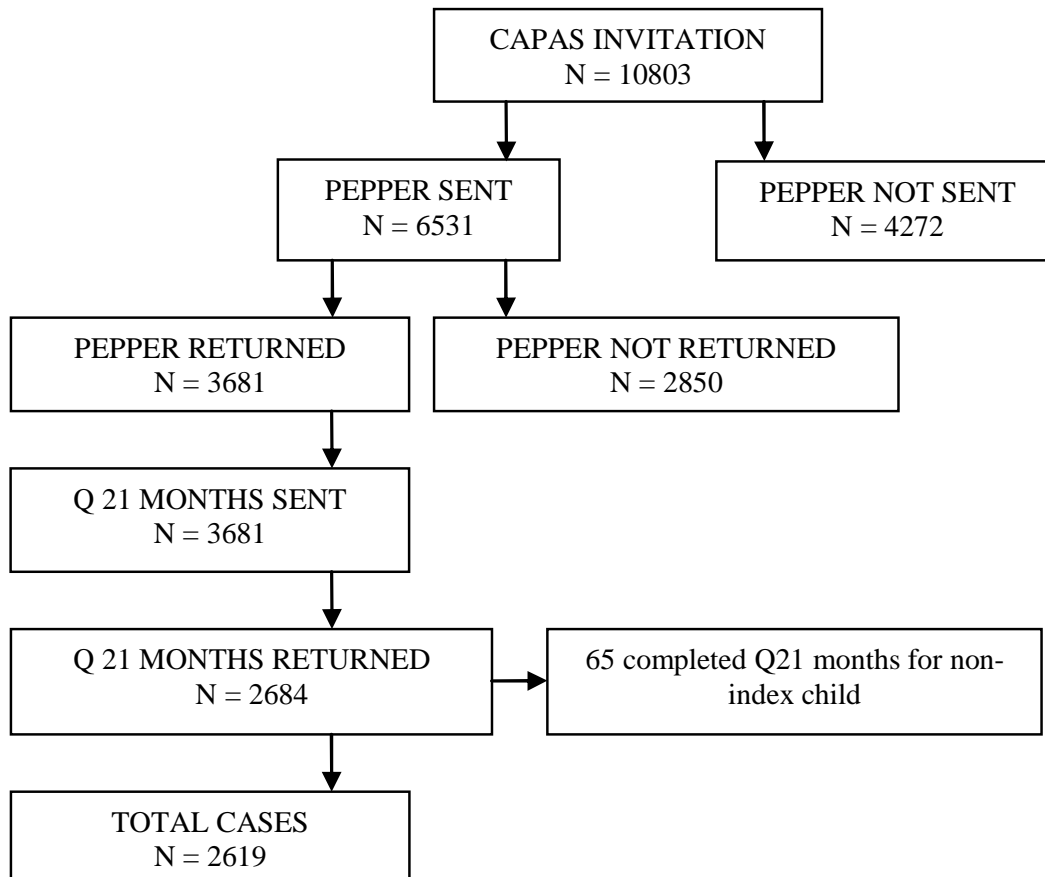 CAPAS INVITATION
N = 10803
PEPPER SENT
N = 6531
PEPPER NOT SENT
N = 4272
PEPPER RETURNED
N = 3681
PEPPER NOT RETURNED
N = 2850
Q 21 MONTHS SENT
N = 3681
Q 21 MONTHS RETURNED
N = 2684
65 completed Q21 months for non-
index child
TOTAL CASES
N = 2619